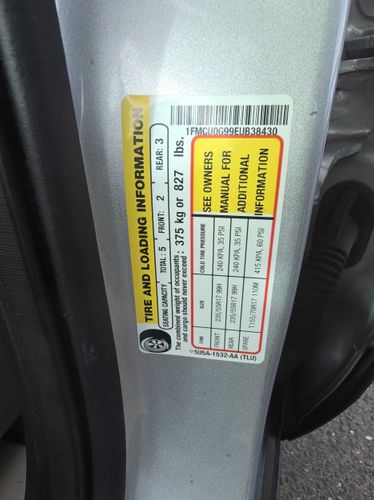 1FMCU0G99EUB38430
TIRE AND LOADING INFORMATION
SEATING CAPACITY TOTAL: 5 FRONT: 2 REAR: 3
The combined weight of occupants
and cargo should never exceed: 375 kg or 827 lbs.
TIRE SIZE COLD TIRE PRESSURE
FRONT 235/55R17 99H 240 KPA, 35 PSI
REAR 235/55R17 99H 240 KPA, 35 PSI
SPARE T155/70R17 110M 415 KPA, 60 PSI
SEE OWNERS
MANUAL FOR
ADDITIONAL
INFORMATION
5U5A-1532-AA (TLU)